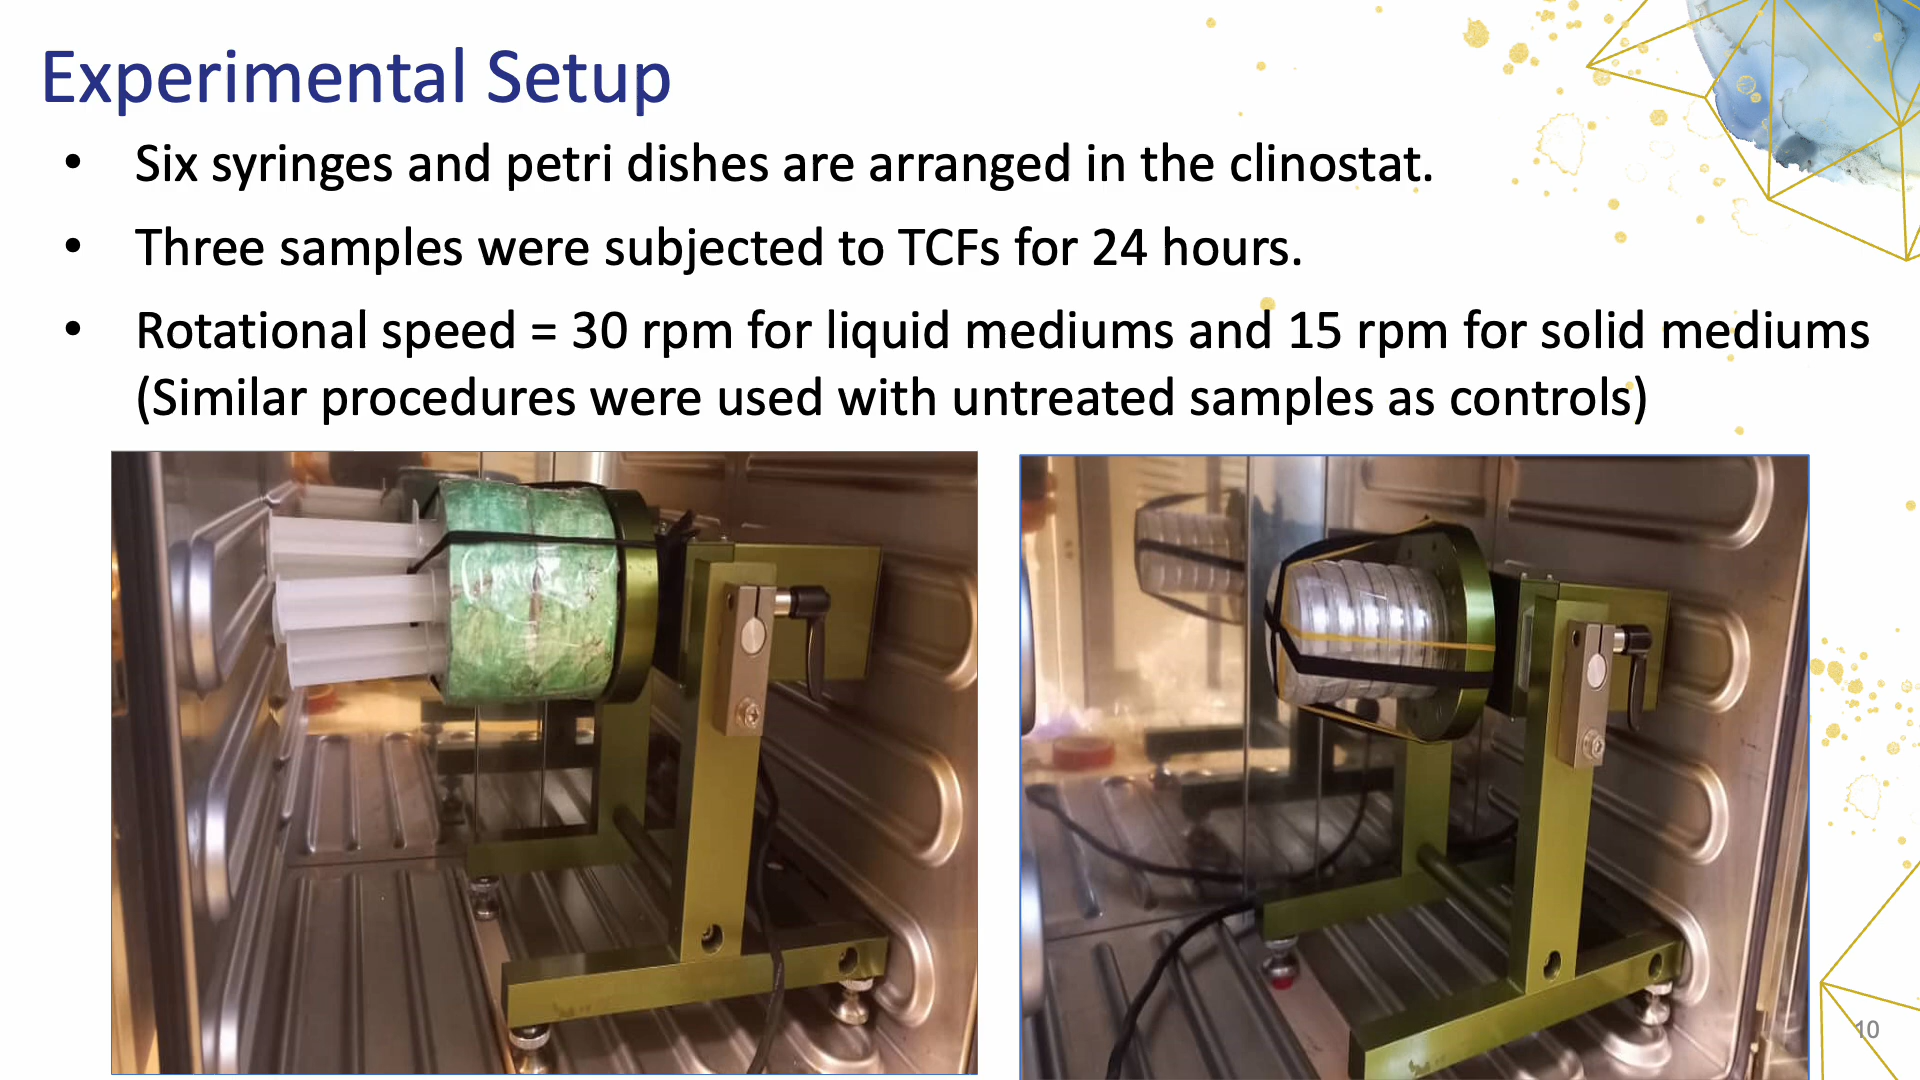 Experimental Setup
• Six syringes and petri dishes are arranged in the clinostat.
• Three samples were subjected to TCFs for 24 hours.
• Rotational speed = 30 rpm for liquid mediums and 15 rpm for solid mediums
(Similar procedures were used with untreated samples as controls)
10